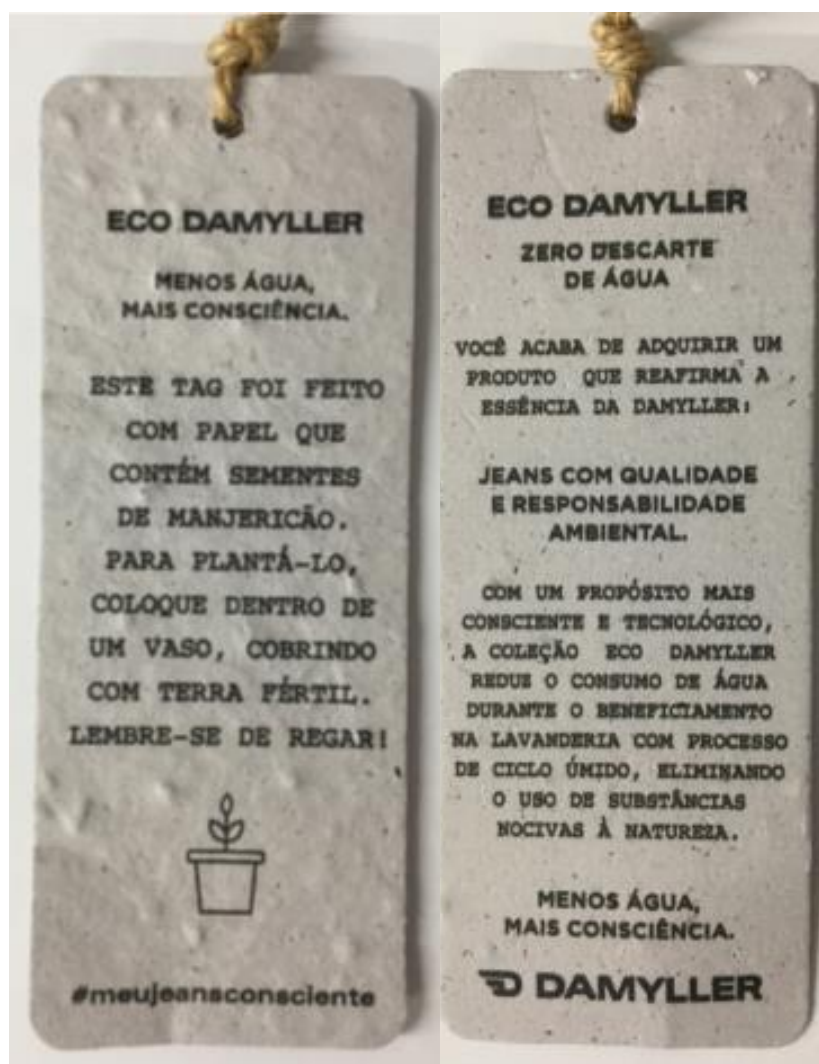 ECO DAMYLLER
MENOS ÁGUA,
MAIS CONSCIÊNCIA.
ESTE TAG FOI FEITO
COM PAPEL QUE
CONTÉM SEMENTES
DE MANJERICÃO.
PARA PLANTÁ-LO,
COLOQUE DENTRO DE
UM VASO, COBRINDO
COM TERRA FÉRTIL.
LEMBRE-SE DE REGAR!
#meujeansconsciente
ECO DAMYLLER
ZERO DESCARTE
DE ÁGUA
VOCÊ ACABA DE ADQUIRIR UM
PRODUTO QUE REAFIRMA A
ESSÊNCIA DA DAMYLLER:
JEANS COM QUALIDADE
E RESPONSABILIDADE
AMBIENTAL.
COM UM PROPÓSITO MAIS
CONSCIENTE E TECNOLÓGICO,
A COLEÇÃO ECO DAMYLLER
REDUZ O CONSUMO DE ÁGUA
DURANTE O BENEFICIAMENTO
NA LAVANDERIA COM PROCESSO
DE CICLO ÚMIDO, ELIMINANDO
O USO DE SUBSTÂNCIAS
NOCIVAS À NATUREZA.
MENOS ÁGUA,
MAIS CONSCIÊNCIA.
DAMYLLER